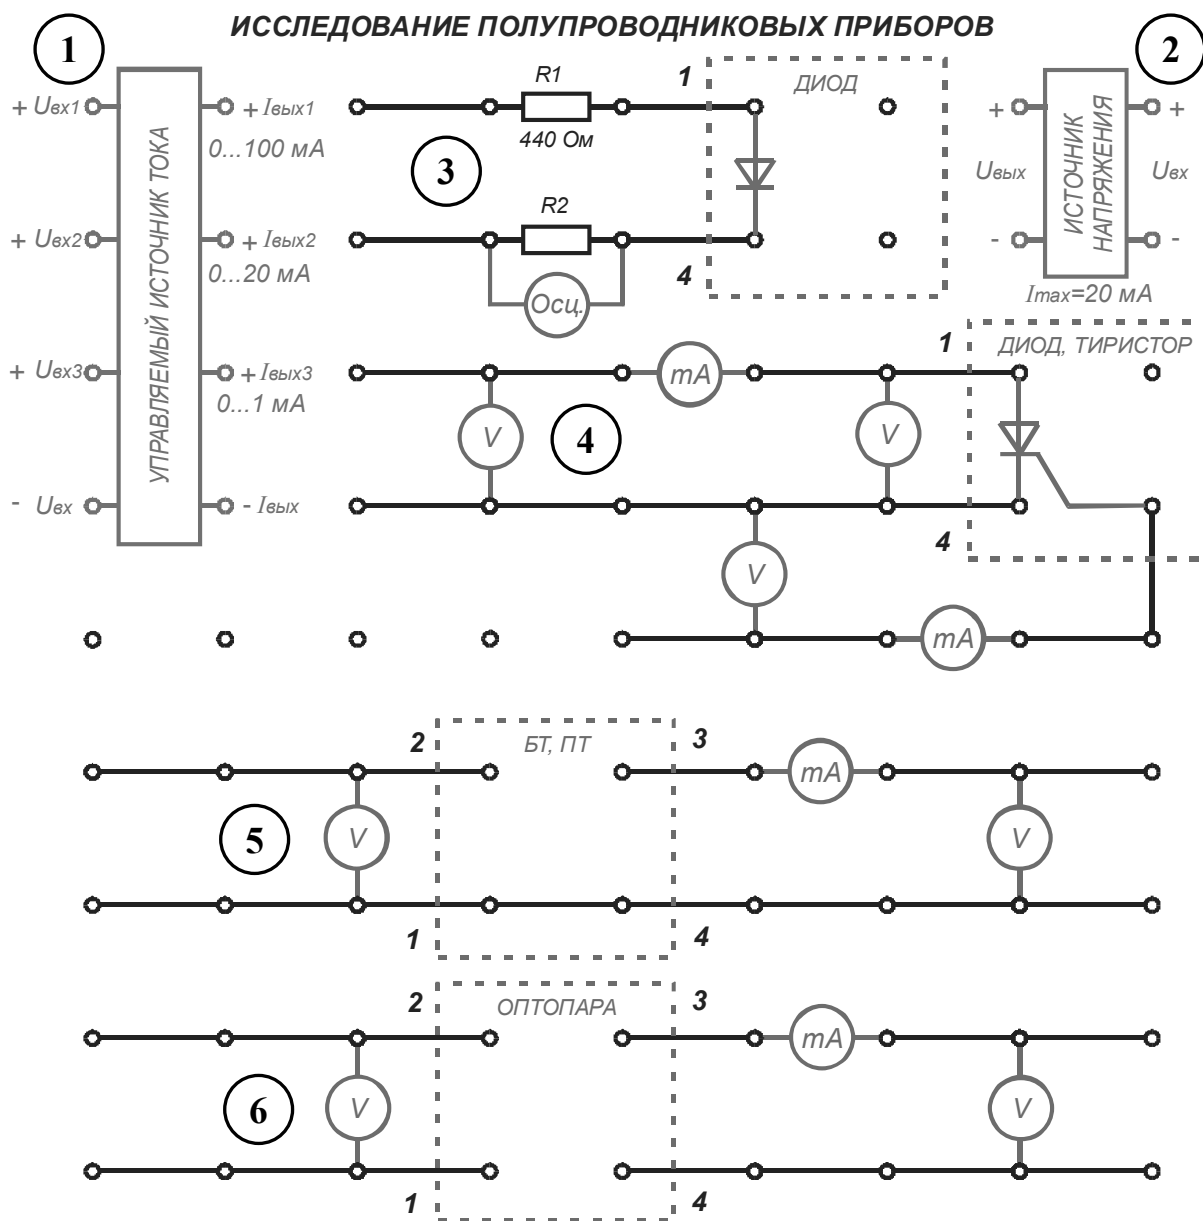 ИССЛЕДОВАНИЕ ПОЛУПРОВОДНИКОВЫХ ПРИБОРОВ
1
2
УПРАВЛЯЕМЫЙ ИСТОЧНИК ТОКА
+ Uвх1
+ Iвых1
0...100 мА
+ Uвх2
+ Iвых2
0...20 мА
+ Uвх3
+ Iвых3
0...1 мА
- Uвх
- Iвых
R1
440 Ом
3
R2
Осц.
1
ДИОД
4
ИСТОЧНИК
НАПРЯЖЕНИЯ
+
+
Uвых
Uвх
-
-
Imax=20 мА
1
ДИОД, ТИРИСТОР
mA
V
4
V
4
V
mA
2
БТ, ПТ
3
mA
5
V
V
1
4
2
ОПТОПАРА
3
mA
6
V
V
1
4